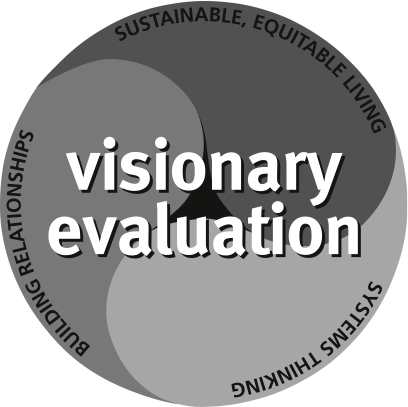 SUSTAINABLE, EQUITABLE LIVING
visionary
evaluation
BUILDING RELATIONSHIPS
SYSTEMS THINKING